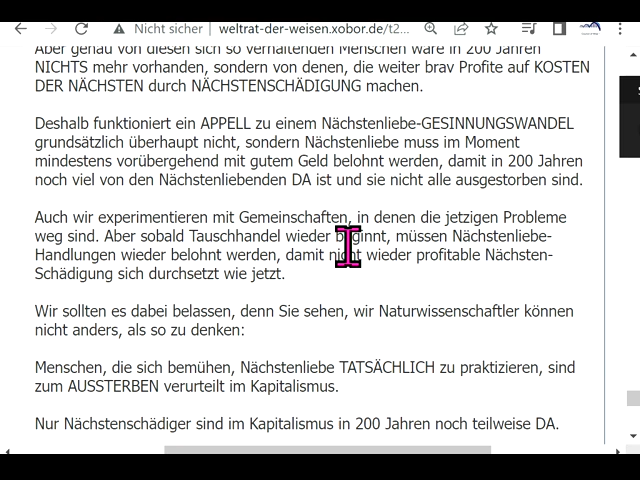 Nicht sicher | weltrat-der-weisen.xobor.de/t2...
Aber genau von diesen sich so verhaltenden Menschen wäre in 200 Jahren
NICHTS mehr vorhanden, sondern von denen, die weiter brav Profite auf KOSTEN
DER NÄCHSTEN durch NÄCHSTENSCHÄDIGUNG machen.
Deshalb funktioniert ein APPELL zu einem Nächstenliebe-GESINNUNGSWANDEL
grundsätzlich überhaupt nicht, sondern Nächstenliebe muss im Moment
mindestens vorübergehend mit gutem Geld belohnt werden, damit in 200 Jahren
noch viel von den Nächstenliebenden DA ist und sie nicht alle ausgestorben sind.
Auch wir experimentieren mit Gemeinschaften, in denen die jetzigen Probleme
weg sind. Aber sobald Tauschhandel wieder beginnt, müssen Nächstenliebe-
Handlungen wieder belohnt werden, damit nicht wieder profitable Nächsten-
Schädigung sich durchsetzt wie jetzt.
Wir sollten es dabei belassen, denn Sie sehen, wir Naturwissenschaftler können
nicht anders, als so zu denken:
Menschen, die sich bemühen, Nächstenliebe TATSÄCHLICH zu praktizieren, sind
zum AUSSTERBEN verurteilt im Kapitalismus.
Nur Nächstenschädiger sind im Kapitalismus in 200 Jahren noch teilweise DA.